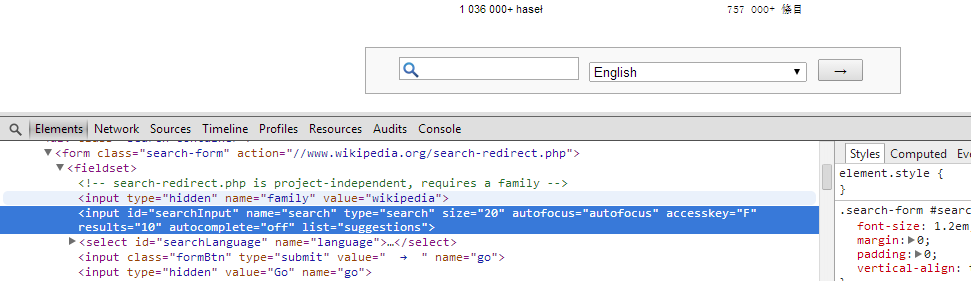 1 036 000+ haseł 757 000+ 條目
English →
Elements Network Sources Timeline Profiles Resources Audits Console
<form class="search-form" action="//www.wikipedia.org/search-redirect.php">
<fieldset>
<!-- search-redirect.php is project-independent, requires a family -->
<input type="hidden" name="family" value="wikipedia">
<input id="searchInput" name="search" type="search" size="20" autofocus="autofocus" accesskey="F"
results="10" autocomplete="off" list="suggestions">
<select id="searchLanguage" name="language">…</select>
<input class="formBtn" type="submit" value="  →  " name="go">
<input type="hidden" value="Go" name="go">
Styles Computed Eve
element.style {
}
.search-form #search
font-size: 1.2em
margin: 0;
padding: 0;
vertical-align: